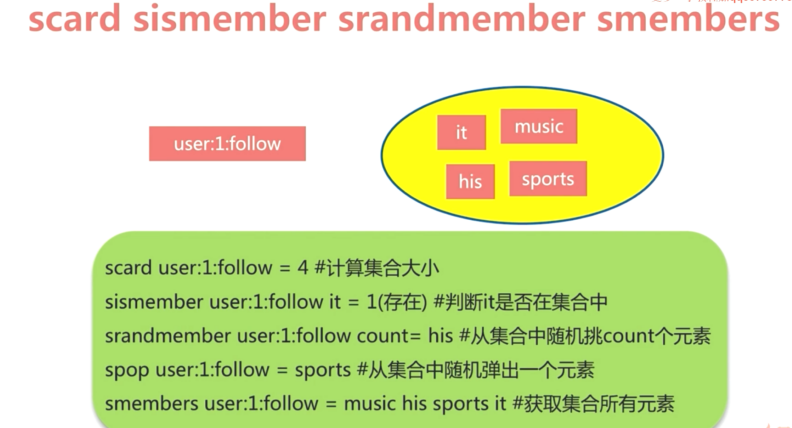 scard sismember srandmember smembers
user:1:follow
it
music
his
sports
scard user:1:follow = 4 #计算集合大小
sismember user:1:follow it = 1(存在) #判断it是否在集合中
srandmember user:1:follow count= his #从集合中随机挑count个元素
spop user:1:follow = sports #从集合中随机弹出一个元素
smembers user:1:follow = music his sports it #获取集合所有元素